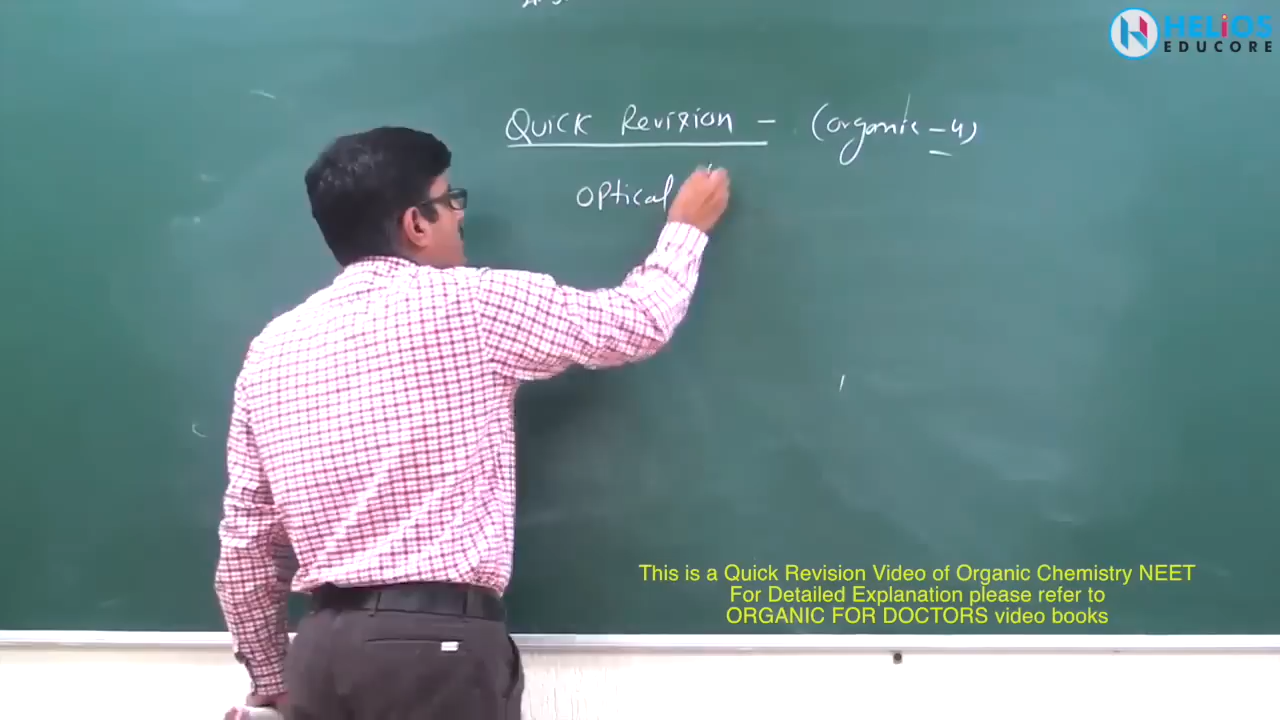 HELiOS
EDUCORE
Quick Revision - (Organic-4)
Optical
This is a Quick Revision Video of Organic Chemistry NEET
For Detailed Explanation please refer to
ORGANIC FOR DOCTORS video books